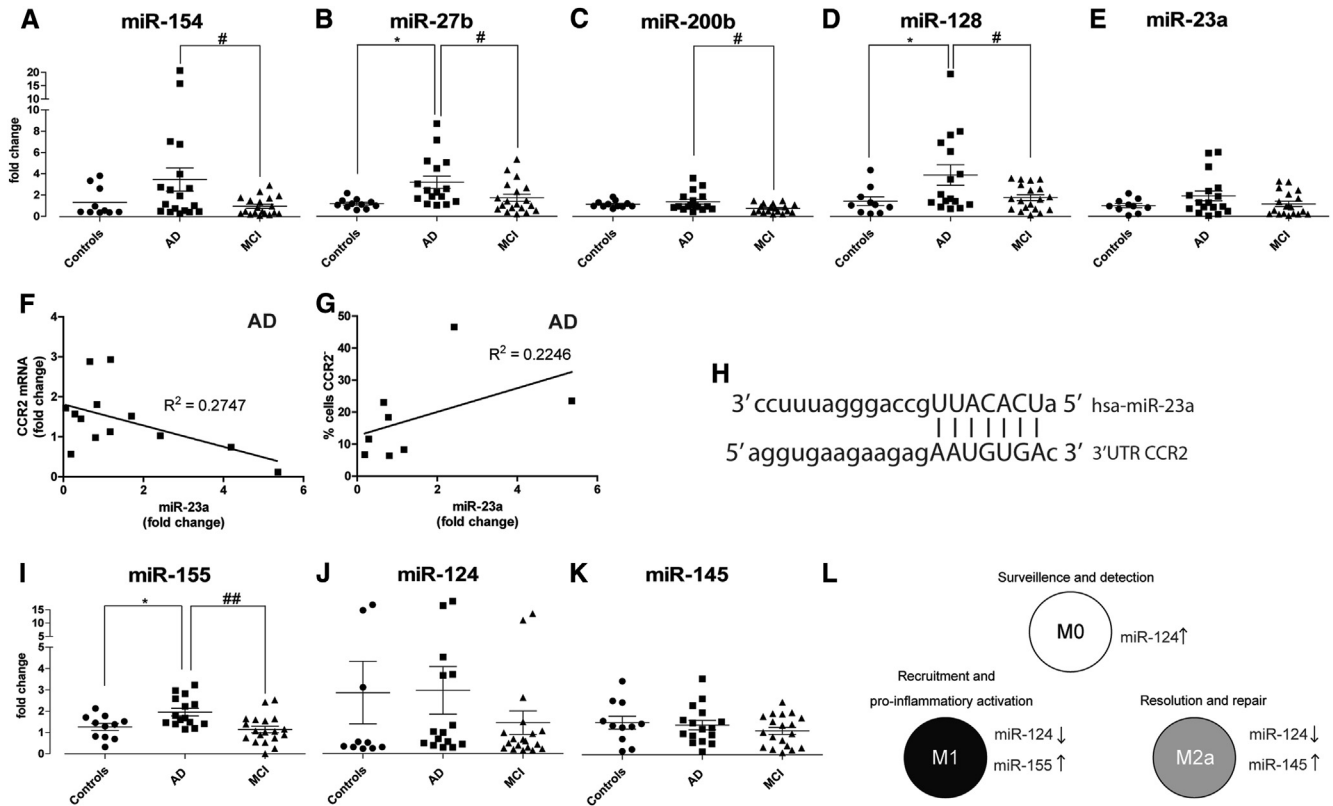 A
miR-154
#
20
15
10
10
8
6
4
2
0
fold change
Controls
AD
MCI
B
miR-27b
*
#
Controls
AD
MCI
C
miR-200b
#
Controls
AD
MCI
D
miR-128
*
#
Controls
AD
MCI
E
miR-23a
Controls
AD
MCI
F
AD
4
3
2
1
0
CCR2 mRNA
(fold change)
R² = 0.2747
0 2 4 6
miR-23a
(fold change)
G
AD
50
40
30
20
10
0
% cells CCR2⁻
R² = 0.2246
0 2 4 6
miR-23a
(fold change)
H
3' ccuuuagggaccgUUACACUa 5' hsa-miR-23a
5' aggugaagaagagAAUGUGAc 3' 3'UTR CCR2
I
miR-155
*
##
15
10
5
5
4
3
2
1
0
fold change
Controls
AD
MCI
J
miR-124
Controls
AD
MCI
K
miR-145
Controls
AD
MCI
L
Surveillence and detection
M0
miR-124↑
Recruitment and
pro-inflammatory activation
M1
miR-124↓
miR-155↑
Resolution and repair
M2a
miR-124↓
miR-145↑